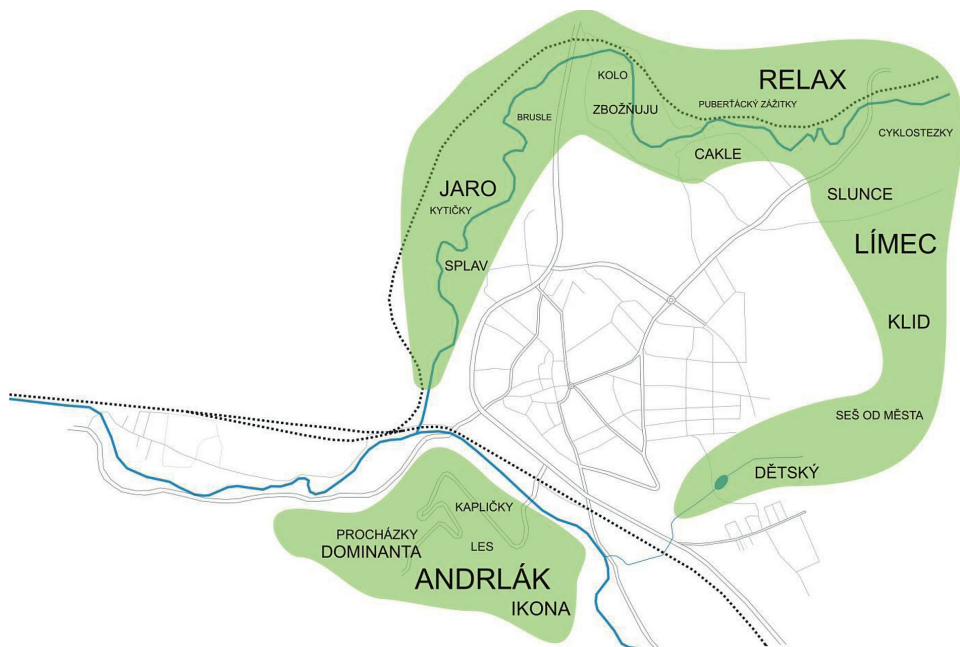 KOLO
RELAX
ZBOŽŇUJU
PUBERŤÁCKÝ ZÁŽITKY
BRUSLE
CYKLOSTEZKY
CAKLE
JARO
SLUNCE
KYTIČKY
LÍMEC
SPLAV
KLID
SEŠ OD MĚSTA
DĚTSKÝ
KAPLIČKY
PROCHÁZKY
DOMINANTA
LES
ANDRLÁK
IKONA